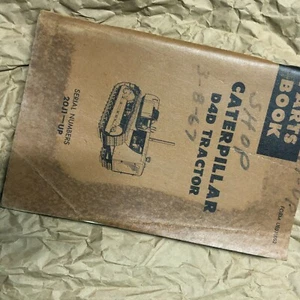 PARTS
BOOK
SHOP
3-8-67
CATERPILLAR
D4D TRACTOR
SERIAL NUMBERS
20J1—UP